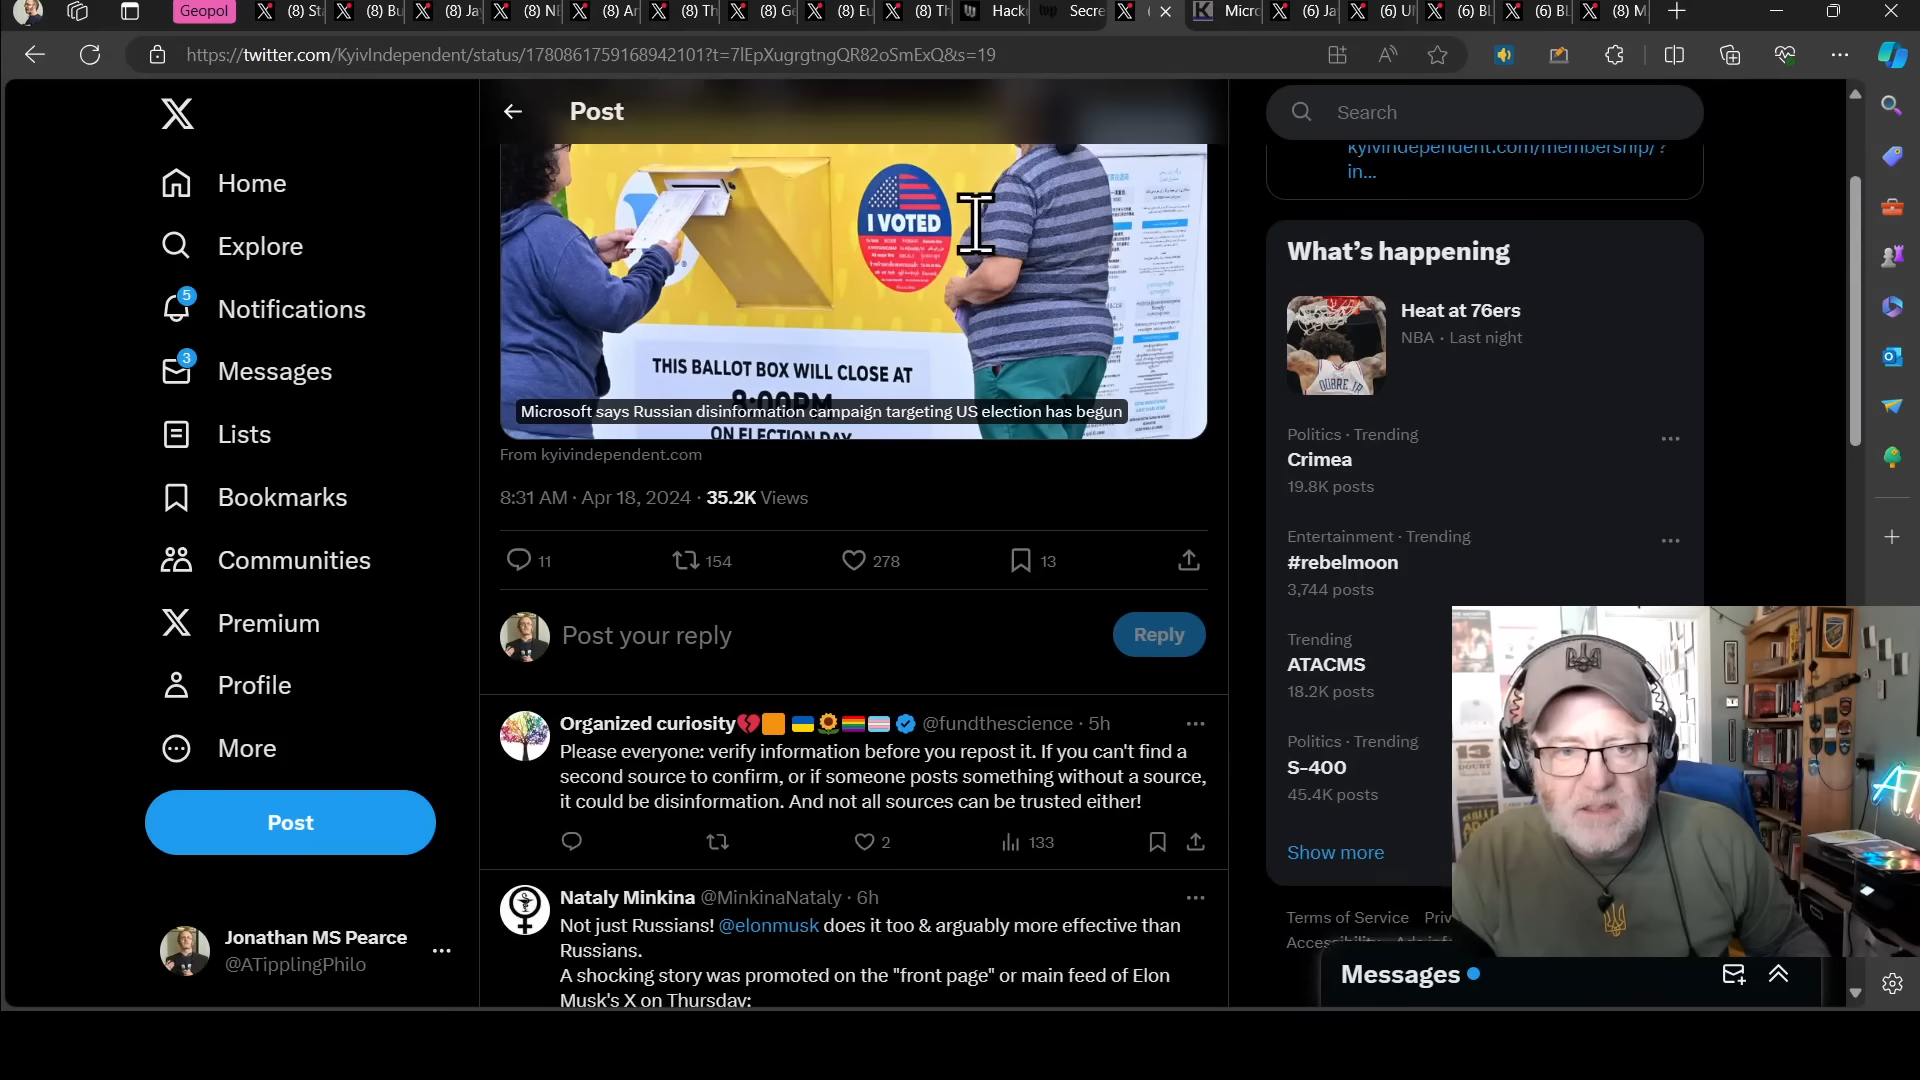 Geopol
(8) St
(8) Bu
(8) Ja
(8) N
(8) Ar
(8) Th
(8) Ge
(8) Eu
(8) Th
Hack
Secre
Micro
(6) Ja
(6) U
(6) BL
(6) BL
(8) M
https://twitter.com/KyivIndependent/status/1780861759168942101?t=7lEpXugrgtngQR82oSmExQ&s=19
Home
Explore
5
Notifications
3
Messages
Lists
Bookmarks
Communities
Premium
Profile
More
Post
Jonathan MS Pearce
@ATipplingPhilo
Post
I VOTED
THIS BALLOT BOX WILL CLOSE AT
8:00PM
ON ELECTION DAY
Microsoft says Russian disinformation campaign targeting US election has begun
From kyivindependent.com
8:31 AM · Apr 18, 2024 · 35.2K Views
11 154 278 13
Post your reply
Reply
Organized curiosity @fundthescience · 5h
Please everyone: verify information before you repost it. If you can't find a
second source to confirm, or if someone posts something without a source,
it could be disinformation. And not all sources can be trusted either!
2 133
Nataly Minkina @MinkinaNataly · 6h
Not just Russians! @elonmusk does it too & arguably more effective than
Russians.
A shocking story was promoted on the "front page" or main feed of Elon
Musk's X on Thursday:
Search
kyivindependent.com/membership/?
in...
What's happening
Heat at 76ers
NBA · Last night
Politics · Trending
Crimea
19.8K posts
Entertainment · Trending
#rebelmoon
3,744 posts
Trending
ATACMS
18.2K posts
Politics · Trending
S-400
45.4K posts
Show more
Terms of Service Priv
Messages